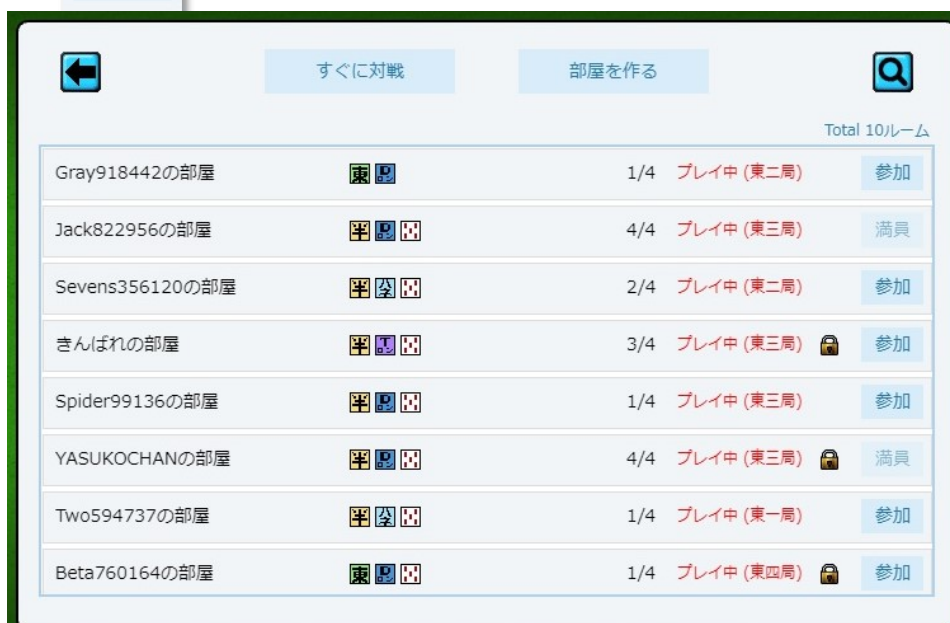 すぐに対戦 部屋を作る
Total 10ルーム
Gray918442の部屋 東 1/4 プレイ中 (東二局) 参加
Jack822956の部屋 半 4/4 プレイ中 (東三局) 満員
Sevens356120の部屋 半 2/4 プレイ中 (東二局) 参加
きんぱれの部屋 半 3/4 プレイ中 (東三局) 参加
Spider99136の部屋 半 1/4 プレイ中 (東三局) 参加
YASUKOCHANの部屋 半 4/4 プレイ中 (東三局) 満員
Two594737の部屋 半 1/4 プレイ中 (東一局) 参加
Beta760164の部屋 東 1/4 プレイ中 (東四局) 参加